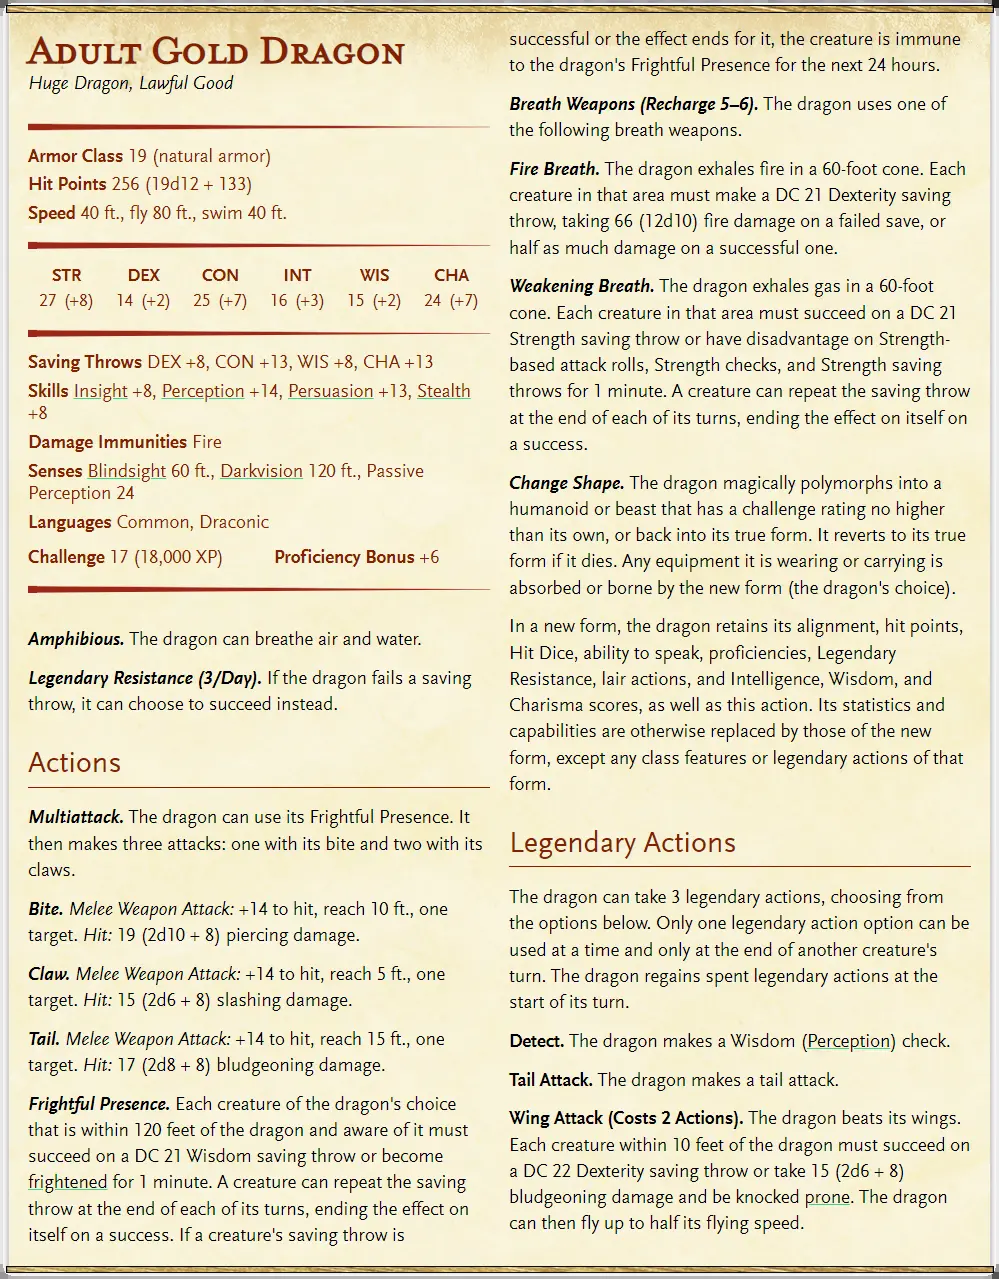 Adult Gold Dragon
Huge Dragon, Lawful Good
Armor Class 19 (natural armor)
Hit Points 256 (19d12 + 133)
Speed 40 ft., fly 80 ft., swim 40 ft.
STR DEX CON INT WIS CHA
27 (+8) 14 (+2) 25 (+7) 16 (+3) 15 (+2) 24 (+7)
Saving Throws DEX +8, CON +13, WIS +8, CHA +13
Skills Insight +8, Perception +14, Persuasion +13, Stealth
+8
Damage Immunities Fire
Senses Blindsight 60 ft., Darkvision 120 ft., Passive
Perception 24
Languages Common, Draconic
Challenge 17 (18,000 XP) Proficiency Bonus +6
Amphibious. The dragon can breathe air and water.
Legendary Resistance (3/Day). If the dragon fails a saving
throw, it can choose to succeed instead.
Actions
Multiattack. The dragon can use its Frightful Presence. It
then makes three attacks: one with its bite and two with its
claws.
Bite. Melee Weapon Attack: +14 to hit, reach 10 ft., one
target. Hit: 19 (2d10 + 8) piercing damage.
Claw. Melee Weapon Attack: +14 to hit, reach 5 ft., one
target. Hit: 15 (2d6 + 8) slashing damage.
Tail. Melee Weapon Attack: +14 to hit, reach 15 ft., one
target. Hit: 17 (2d8 + 8) bludgeoning damage.
Frightful Presence. Each creature of the dragon's choice
that is within 120 feet of the dragon and aware of it must
succeed on a DC 21 Wisdom saving throw or become
frightened for 1 minute. A creature can repeat the saving
throw at the end of each of its turns, ending the effect on
itself on a success. If a creature's saving throw is
successful or the effect ends for it, the creature is immune
to the dragon's Frightful Presence for the next 24 hours.
Breath Weapons (Recharge 5–6). The dragon uses one of
the following breath weapons.
Fire Breath. The dragon exhales fire in a 60-foot cone. Each
creature in that area must make a DC 21 Dexterity saving
throw, taking 66 (12d10) fire damage on a failed save, or
half as much damage on a successful one.
Weakening Breath. The dragon exhales gas in a 60-foot
cone. Each creature in that area must succeed on a DC 21
Strength saving throw or have disadvantage on Strength-
based attack rolls, Strength checks, and Strength saving
throws for 1 minute. A creature can repeat the saving throw
at the end of each of its turns, ending the effect on itself on
a success.
Change Shape. The dragon magically polymorphs into a
humanoid or beast that has a challenge rating no higher
than its own, or back into its true form. It reverts to its true
form if it dies. Any equipment it is wearing or carrying is
absorbed or borne by the new form (the dragon's choice).
In a new form, the dragon retains its alignment, hit points,
Hit Dice, ability to speak, proficiencies, Legendary
Resistance, lair actions, and Intelligence, Wisdom, and
Charisma scores, as well as this action. Its statistics and
capabilities are otherwise replaced by those of the new
form, except any class features or legendary actions of that
form.
Legendary Actions
The dragon can take 3 legendary actions, choosing from
the options below. Only one legendary action option can be
used at a time and only at the end of another creature's
turn. The dragon regains spent legendary actions at the
start of its turn.
Detect. The dragon makes a Wisdom (Perception) check.
Tail Attack. The dragon makes a tail attack.
Wing Attack (Costs 2 Actions). The dragon beats its wings.
Each creature within 10 feet of the dragon must succeed on
a DC 22 Dexterity saving throw or take 15 (2d6 + 8)
bludgeoning damage and be knocked prone. The dragon
can then fly up to half its flying speed.